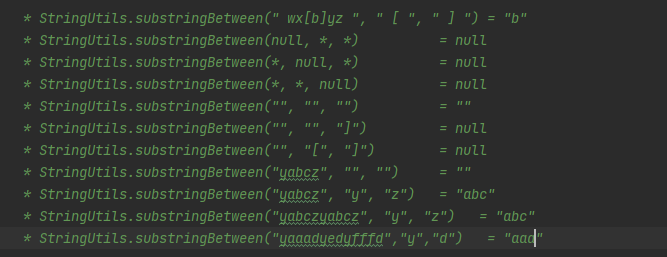 * StringUtils.substringBetween(" wx[b]yz ", " [ ", " ] ") = "b"
* StringUtils.substringBetween(null, *, *)          = null
* StringUtils.substringBetween(*, null, *)          = null
* StringUtils.substringBetween(*, *, null)          = null
* StringUtils.substringBetween("", "", "")          = ""
* StringUtils.substringBetween("", "", "]")         = null
* StringUtils.substringBetween("", "[", "]")        = null
* StringUtils.substringBetween("yabcz", "", "")     = ""
* StringUtils.substringBetween("yabcz", "y", "z")   = "abc"
* StringUtils.substringBetween("yabczyabcz", "y", "z")   = "abc"
* StringUtils.substringBetween("yaaadyedyfffd","y","d")   = "aad"